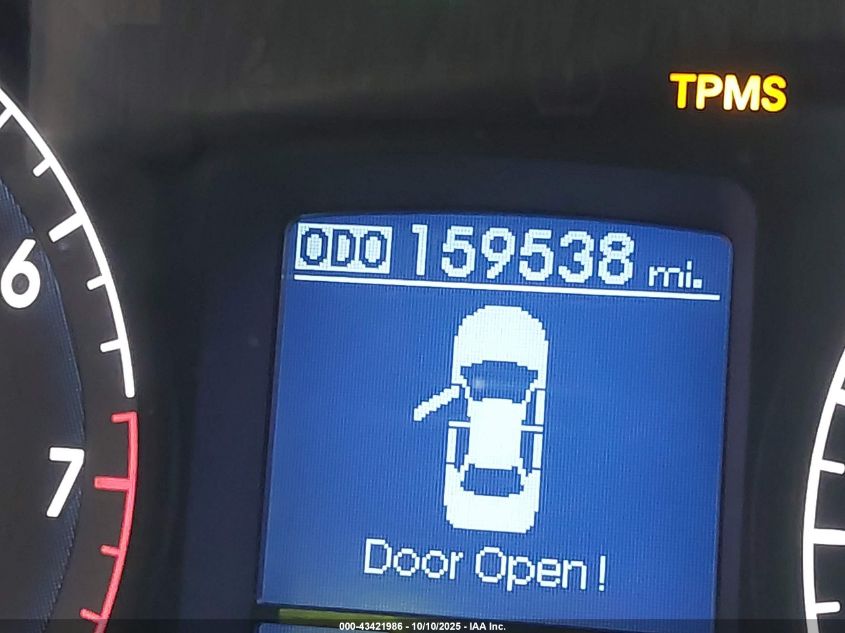 TPMS
ODO 159538 mi.
6
7
Door Open!
000-43421986 - 10/10/2025 - IAA Inc.